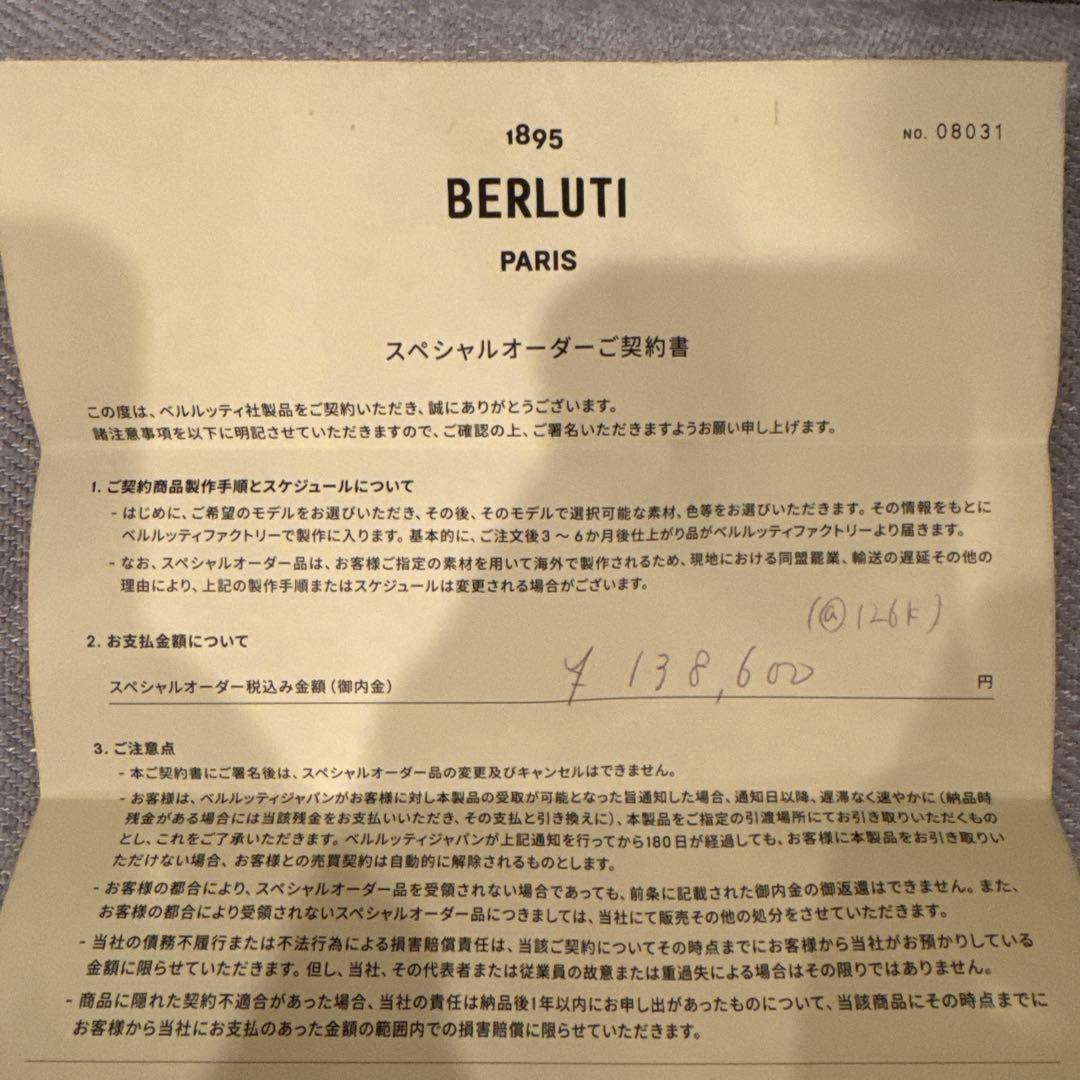 1895
NO. 08031
BERLUTI
PARIS
スペシャルオーダーご契約書
この度は、ベルルッティ社製品をご契約いただき、誠にありがとうございます。
諸注意事項を以下に明記させていただきますので、ご確認の上、ご署名いただきますようお願い申し上げます。
1. ご契約商品製作手順とスケジュールについて
- はじめに、ご希望のモデルをお選びいただき、その後、そのモデルで選択可能な素材、色等をお選びいただきます。その情報をもとに
ベルルッティファクトリーで製作に入ります。基本的に、ご注文後3～6か月後仕上がり品がベルルッティファクトリーより届きます。
- なお、スペシャルオーダー品は、お客様ご指定の素材を用いて海外で製作されるため、現地における同盟罷業、輸送の遅延その他の
理由により、上記の製作手順またはスケジュールは変更される場合がございます。
(@126K)
2. お支払金額について
スペシャルオーダー税込み金額(御内金) ¥138,600 円
3. ご注意点
- 本ご契約書にご署名後は、スペシャルオーダー品の変更及びキャンセルはできません。
- お客様は、ベルルッティジャパンがお客様に対し本製品の受取が可能となった旨通知した場合、通知日以降、遅滞なく速やかに(納品時
残金がある場合には当該残金をお支払いいただき、その支払と引き換えに)、本製品をご指定の引渡場所にてお引き取りいただくもの
とし、これをご了承いただきます。ベルルッティジャパンが上記通知を行ってから180日が経過しても、お客様に本製品をお引き取りい
ただけない場合、お客様との売買契約は自動的に解除されるものとします。
- お客様の都合により、スペシャルオーダー品を受領されない場合であっても、前条に記載された御内金の御返還はできません。また、
お客様の都合により受領されないスペシャルオーダー品につきましては、当社にて販売その他の処分をさせていただきます。
- 当社の債務不履行または不法行為による損害賠償責任は、当該ご契約についてその時点までにお客様から当社がお預かりしている
金額に限らせていただきます。但し、当社、その代表者または従業員の故意または重過失による場合はその限りではありません。
- 商品に隠れた契約不適合があった場合、当社の責任は納品後1年以内にお申し出があったものについて、当該商品にその時点までに
お客様から当社にお支払のあった金額の範囲内での損害賠償に限らせていただきます。